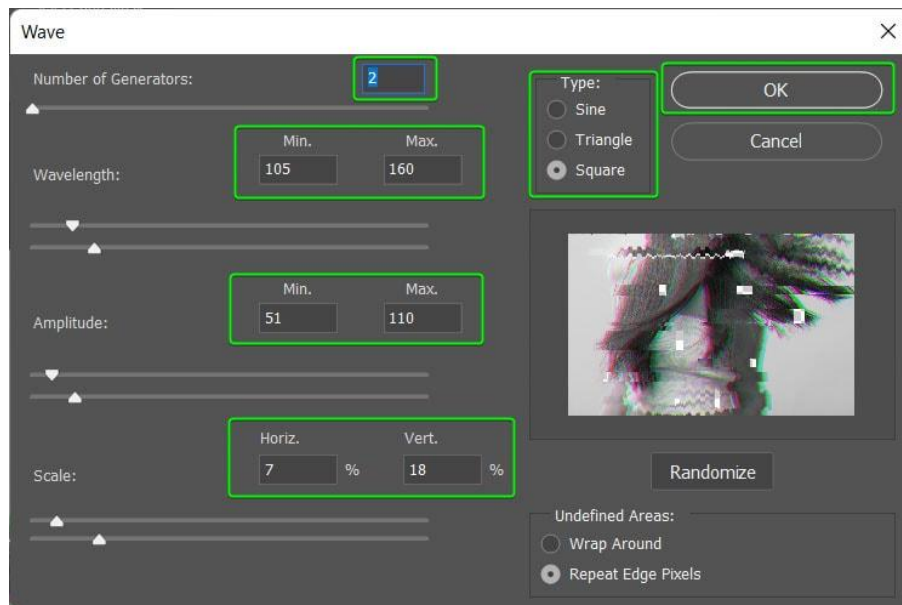 Wave
Number of Generators:
2
Wavelength:
Min.
Max.
105
160
Amplitude:
Min.
Max.
51
110
Scale:
Horiz.
Vert.
7 %
18 %
Type:
Sine
Triangle
Square
OK
Cancel
Randomize
Undefined Areas:
Wrap Around
Repeat Edge Pixels